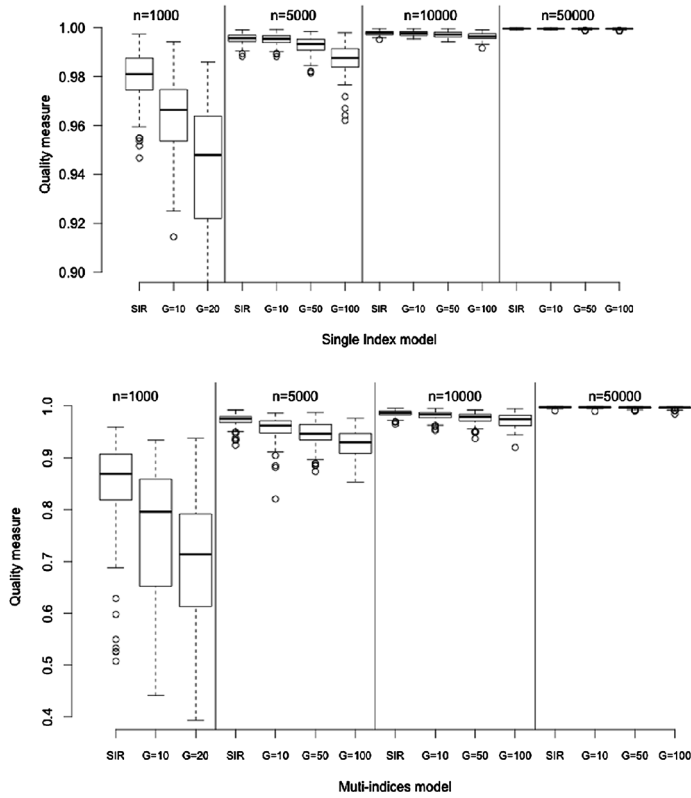 n=1000 n=5000 n=10000 n=50000
1.00
0.98
0.96
0.94
0.92
0.90
Quality measure
SIR G=10 G=20 SIR G=10 G=50 G=100 SIR G=10 G=50 G=100 SIR G=10 G=50 G=100
Single Index model
n=1000 n=5000 n=10000 n=50000
1.0
0.9
0.8
0.7
0.6
0.5
0.4
Quality measure
SIR G=10 G=20 SIR G=10 G=50 G=100 SIR G=10 G=50 G=100 SIR G=10 G=50 G=100
Muti-indices model